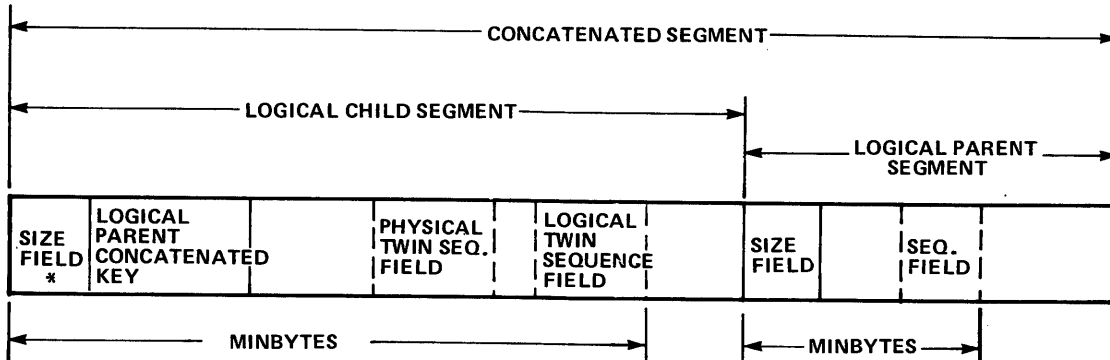 CONCATENATED SEGMENT
LOGICAL CHILD SEGMENT
LOGICAL PARENT
SEGMENT
SIZE
FIELD
*
LOGICAL
PARENT
CONCATENATED
KEY
PHYSICAL
TWIN SEQ.
FIELD
LOGICAL
TWIN
SEQUENCE
FIELD
SIZE
FIELD
SEQ.
FIELD
MINBYTES
MINBYTES